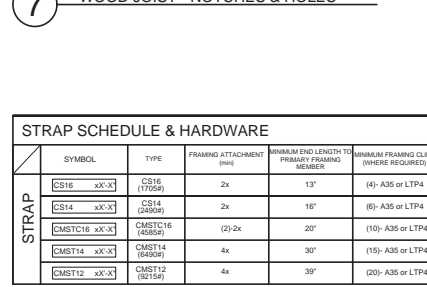 7
WOOD JOIST - NOTCHES & HOLES
STRAP SCHEDULE & HARDWARE
SYMBOL
TYPE
FRAMING ATTACHMENT
(min)
MINIMUM END LENGTH TO
PRIMARY FRAMING
MEMBER
MINIMUM FRAMING CLI
(WHERE REQUIRED)
STRAP
CS16 xX'-X"
CS16
(1705#)
2x
13"
(4)- A35 or LTP4
CS14 xX'-X"
CS14
(2490#)
2x
16"
(6)- A35 or LTP4
CMSTC16 xX'-X"
CMSTC16
(4585#)
(2)-2x
20"
(10)- A35 or LTP4
CMST14 xX'-X"
CMST14
(6490#)
4x
30"
(15)- A35 or LTP4
CMST12 xX'-X"
CMST12
(9215#)
4x
39"
(20)- A35 or LTP4